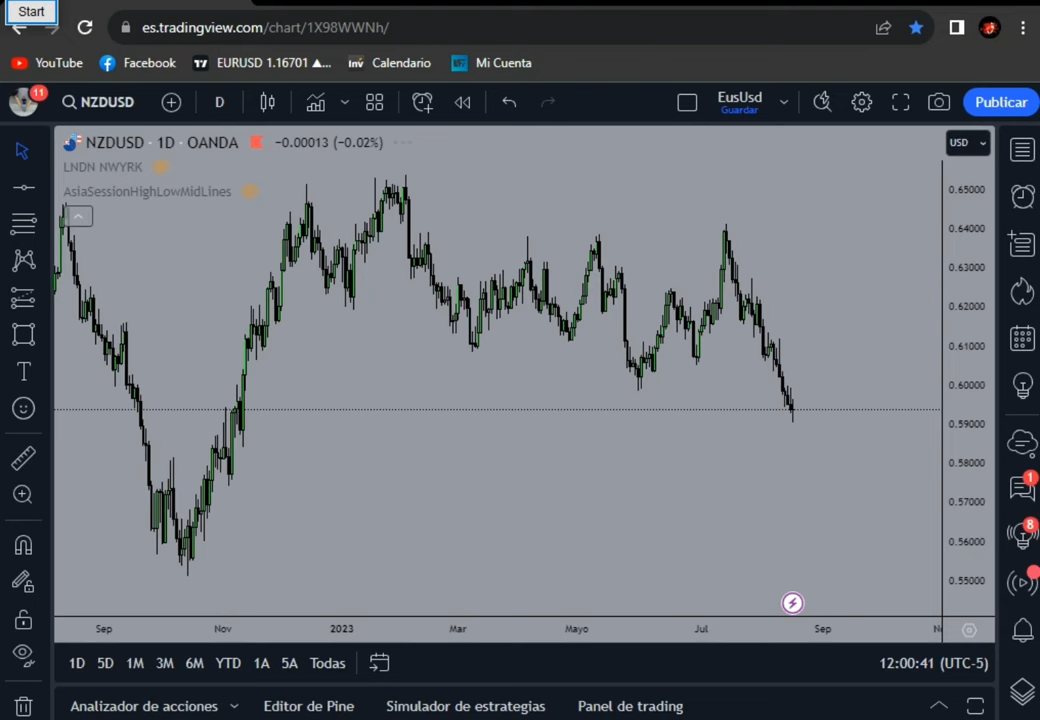 Start
es.tradingview.com/chart/1X98WWNh/
YouTube Facebook EURUSD 1.16701 ▲... Calendario Mi Cuenta
11 NZDUSD D EusUsd Guardar Publicar
NZDUSD · 1D · OANDA −0.00013 (−0.02%) USD
LNDN NWYRK
AsiaSessionHighLowMidLines
0.65000
0.64000
0.63000
0.62000
0.61000
0.60000
0.59000
0.58000
0.57000
0.56000
0.55000
1
8
Sep Nov 2023 Mar Mayo Jul Sep
1D 5D 1M 3M 6M YTD 1A 5A Todas 12:00:41 (UTC-5)
Analizador de acciones Editor de Pine Simulador de estrategias Panel de trading